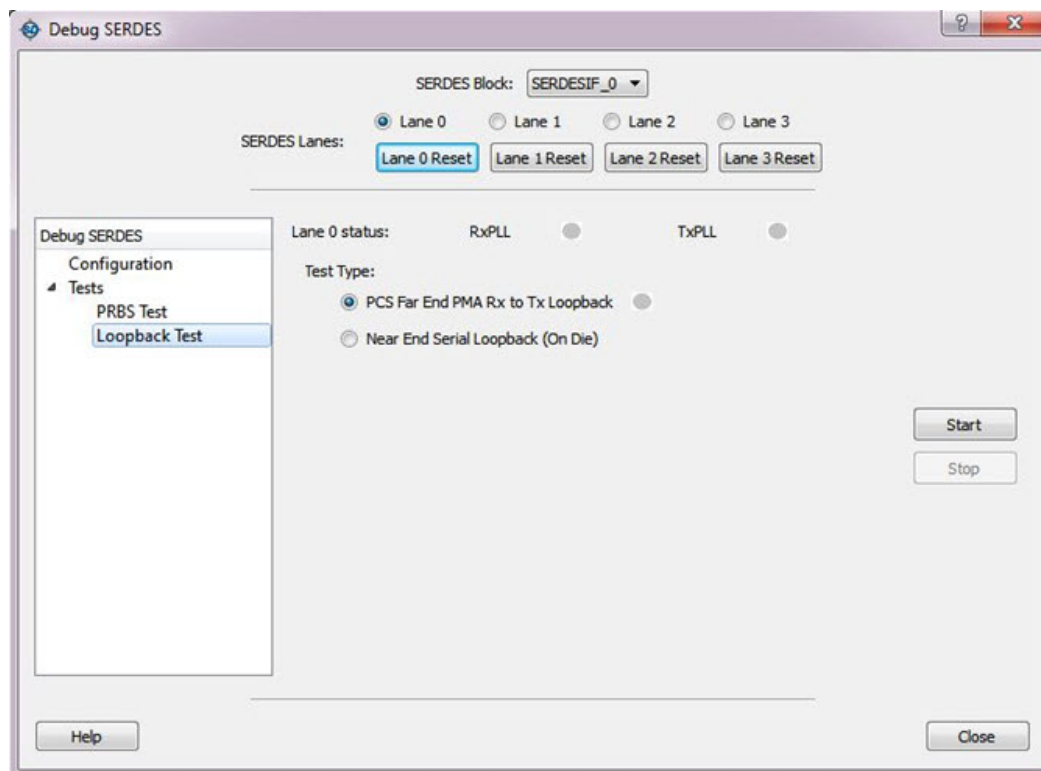 Debug SERDES
SERDES Block: SERDESIF_0
Lane 0 Lane 1 Lane 2 Lane 3
SERDES Lanes:
Lane 0 Reset Lane 1 Reset Lane 2 Reset Lane 3 Reset
Debug SERDES
Configuration
Tests
PRBS Test
Loopback Test
Lane 0 status: RxPLL TxPLL
Test Type:
PCS Far End PMA Rx to Tx Loopback
Near End Serial Loopback (On Die)
Start
Stop
Help
Close